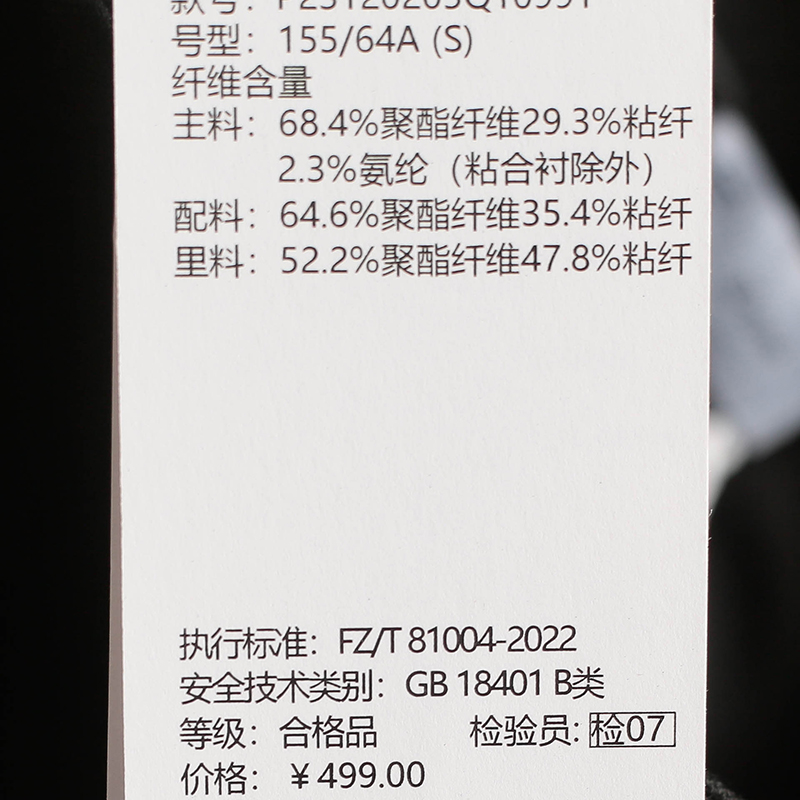 号型：155/64A (S)
纤维含量
主料：68.4%聚酯纤维29.3%粘纤
2.3%氨纶（粘合衬除外）
配料：64.6%聚酯纤维35.4%粘纤
里料：52.2%聚酯纤维47.8%粘纤
执行标准：FZ/T 81004-2022
安全技术类别：GB 18401 B类
等级：合格品 检验员: 检07
价格：￥499.00